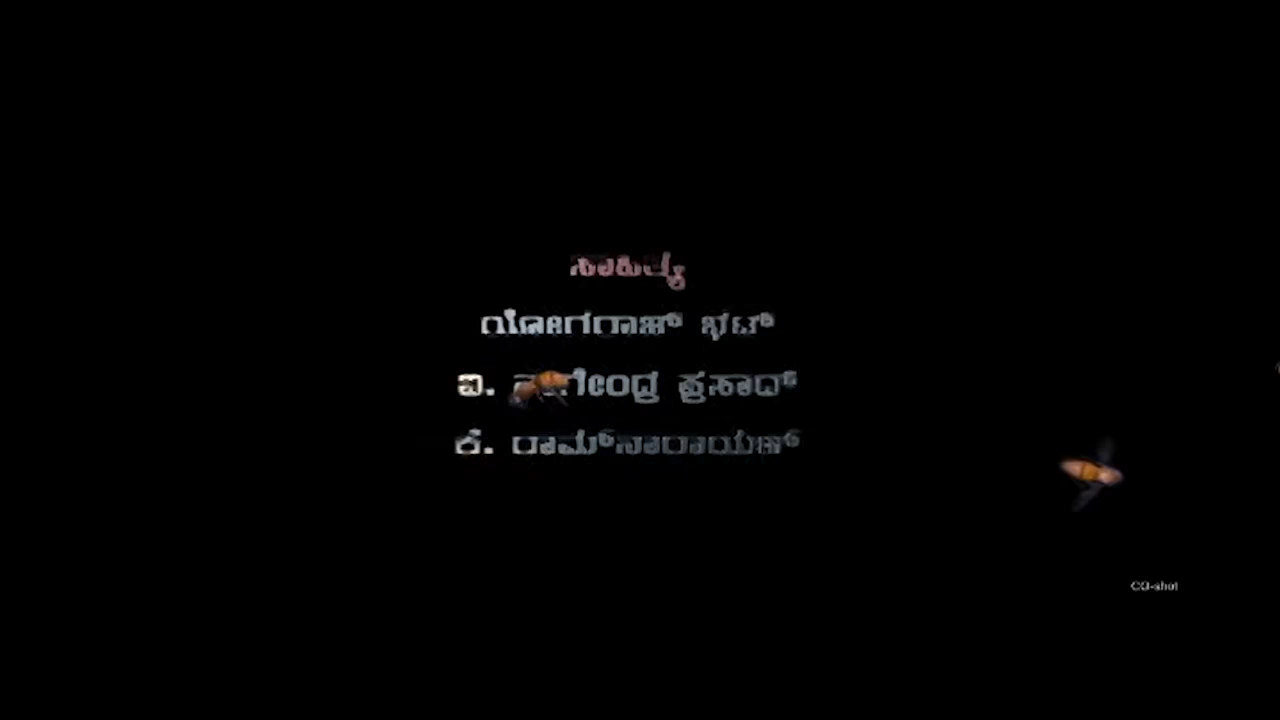 ಸಾಹಿತ್ಯ
ಯೋಗರಾಜ್ ಭಟ್
ವಿ. ನಾಗೇಂದ್ರ ಪ್ರಸಾದ್
ಕೆ. ರಾಮ್‌ನಾರಾಯಣ್
CG-shot